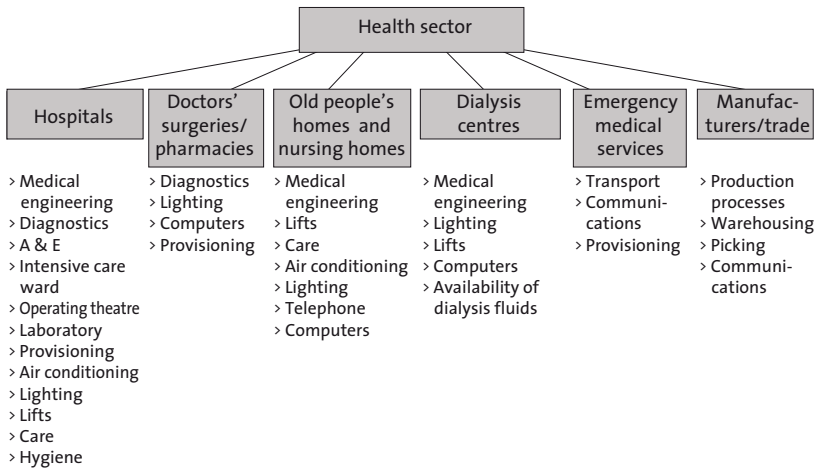 Health sector
Hospitals
Doctors'
surgeries/
pharmacies
Old people's
homes and
nursing homes
Dialysis
centres
Emergency
medical
services
Manufac-
turers/trade
> Medical
engineering
> Diagnostics
> A & E
> Intensive care
ward
> Operating theatre
> Laboratory
> Provisioning
> Air conditioning
> Lighting
> Lifts
> Care
> Hygiene
> Diagnostics
> Lighting
> Computers
> Provisioning
> Medical
engineering
> Lifts
> Care
> Air conditioning
> Lighting
> Telephone
> Computers
> Medical
engineering
> Lighting
> Lifts
> Computers
> Availability of
dialysis fluids
> Transport
> Communi-
cations
> Provisioning
> Production
processes
> Warehousing
> Picking
> Communi-
cations